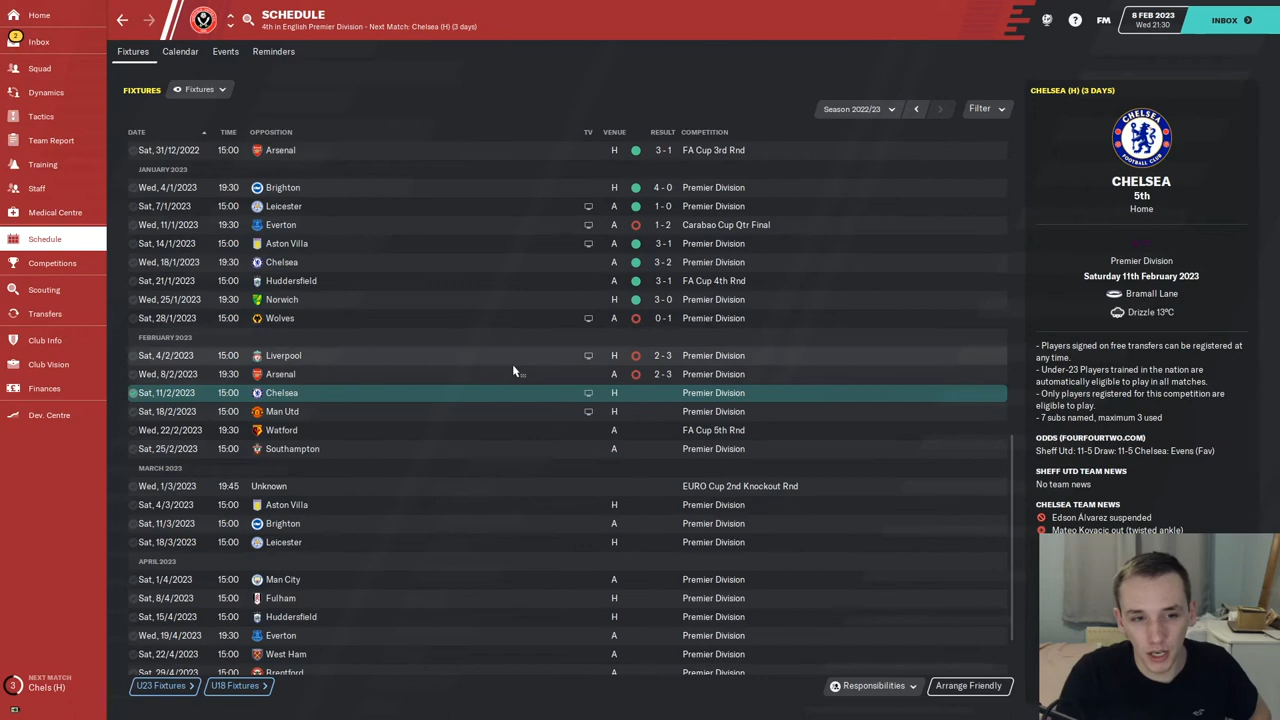 Home
2
Inbox
Squad
Dynamics
Tactics
Team Report
Training
Staff
Medical Centre
Schedule
Competitions
Scouting
Transfers
Club Info
Club Vision
Finances
Dev. Centre
3
NEXT MATCH
Chels (H)
SCHEDULE
4th in English Premier Division - Next Match: Chelsea (H) (3 days)
FM
8 FEB 2023
Wed 21:30
INBOX
Fixtures Calendar Events Reminders
FIXTURES Fixtures
Season 2022/23 Filter
DATE TIME OPPOSITION TV VENUE RESULT COMPETITION
Sat, 31/12/2022 15:00 Arsenal H 3 - 1 FA Cup 3rd Rnd
JANUARY 2023
Wed, 4/1/2023 19:30 Brighton H 4 - 0 Premier Division
Sat, 7/1/2023 15:00 Leicester A 1 - 0 Premier Division
Wed, 11/1/2023 19:30 Everton A 1 - 2 Carabao Cup Qtr Final
Sat, 14/1/2023 15:00 Aston Villa A 3 - 1 Premier Division
Wed, 18/1/2023 19:30 Chelsea A 3 - 2 Premier Division
Sat, 21/1/2023 15:00 Huddersfield A 3 - 1 FA Cup 4th Rnd
Wed, 25/1/2023 19:30 Norwich H 3 - 0 Premier Division
Sat, 28/1/2023 15:00 Wolves A 0 - 1 Premier Division
FEBRUARY 2023
Sat, 4/2/2023 15:00 Liverpool H 2 - 3 Premier Division
Wed, 8/2/2023 19:30 Arsenal A 2 - 3 Premier Division
Sat, 11/2/2023 15:00 Chelsea H Premier Division
Sat, 18/2/2023 15:00 Man Utd H Premier Division
Wed, 22/2/2023 19:30 Watford A FA Cup 5th Rnd
Sat, 25/2/2023 15:00 Southampton A Premier Division
MARCH 2023
Wed, 1/3/2023 19:45 Unknown EURO Cup 2nd Knockout Rnd
Sat, 4/3/2023 15:00 Aston Villa H Premier Division
Sat, 11/3/2023 15:00 Brighton A Premier Division
Sat, 18/3/2023 15:00 Leicester H Premier Division
APRIL 2023
Sat, 1/4/2023 15:00 Man City A Premier Division
Sat, 8/4/2023 15:00 Fulham H Premier Division
Sat, 15/4/2023 15:00 Huddersfield H Premier Division
Wed, 19/4/2023 19:30 Everton A Premier Division
Sat, 22/4/2023 15:00 West Ham A Premier Division
Sat, 29/4/2023 15:00 Brentford A Premier Division
U23 Fixtures U18 Fixtures Responsibilities Arrange Friendly
CHELSEA (H) (3 DAYS)
CHELSEA
FOOTBALL CLUB
CHELSEA
5th
Home
Premier Division
Saturday 11th February 2023
Bramall Lane
Drizzle 13ºC
- Players signed on free transfers can be registered at
any time.
- Under-23 Players trained in the nation are
automatically eligible to play in all matches.
- Only players registered for this competition are
eligible to play.
- 7 subs named, maximum 3 used
ODDS (FOURFOURTWO.COM)
Sheff Utd: 11-5 Draw: 11-5 Chelsea: Evens (Fav)
SHEFF UTD TEAM NEWS
No team news
CHELSEA TEAM NEWS
Edson Álvarez suspended
Mateo Kovacic out (twisted ankle)